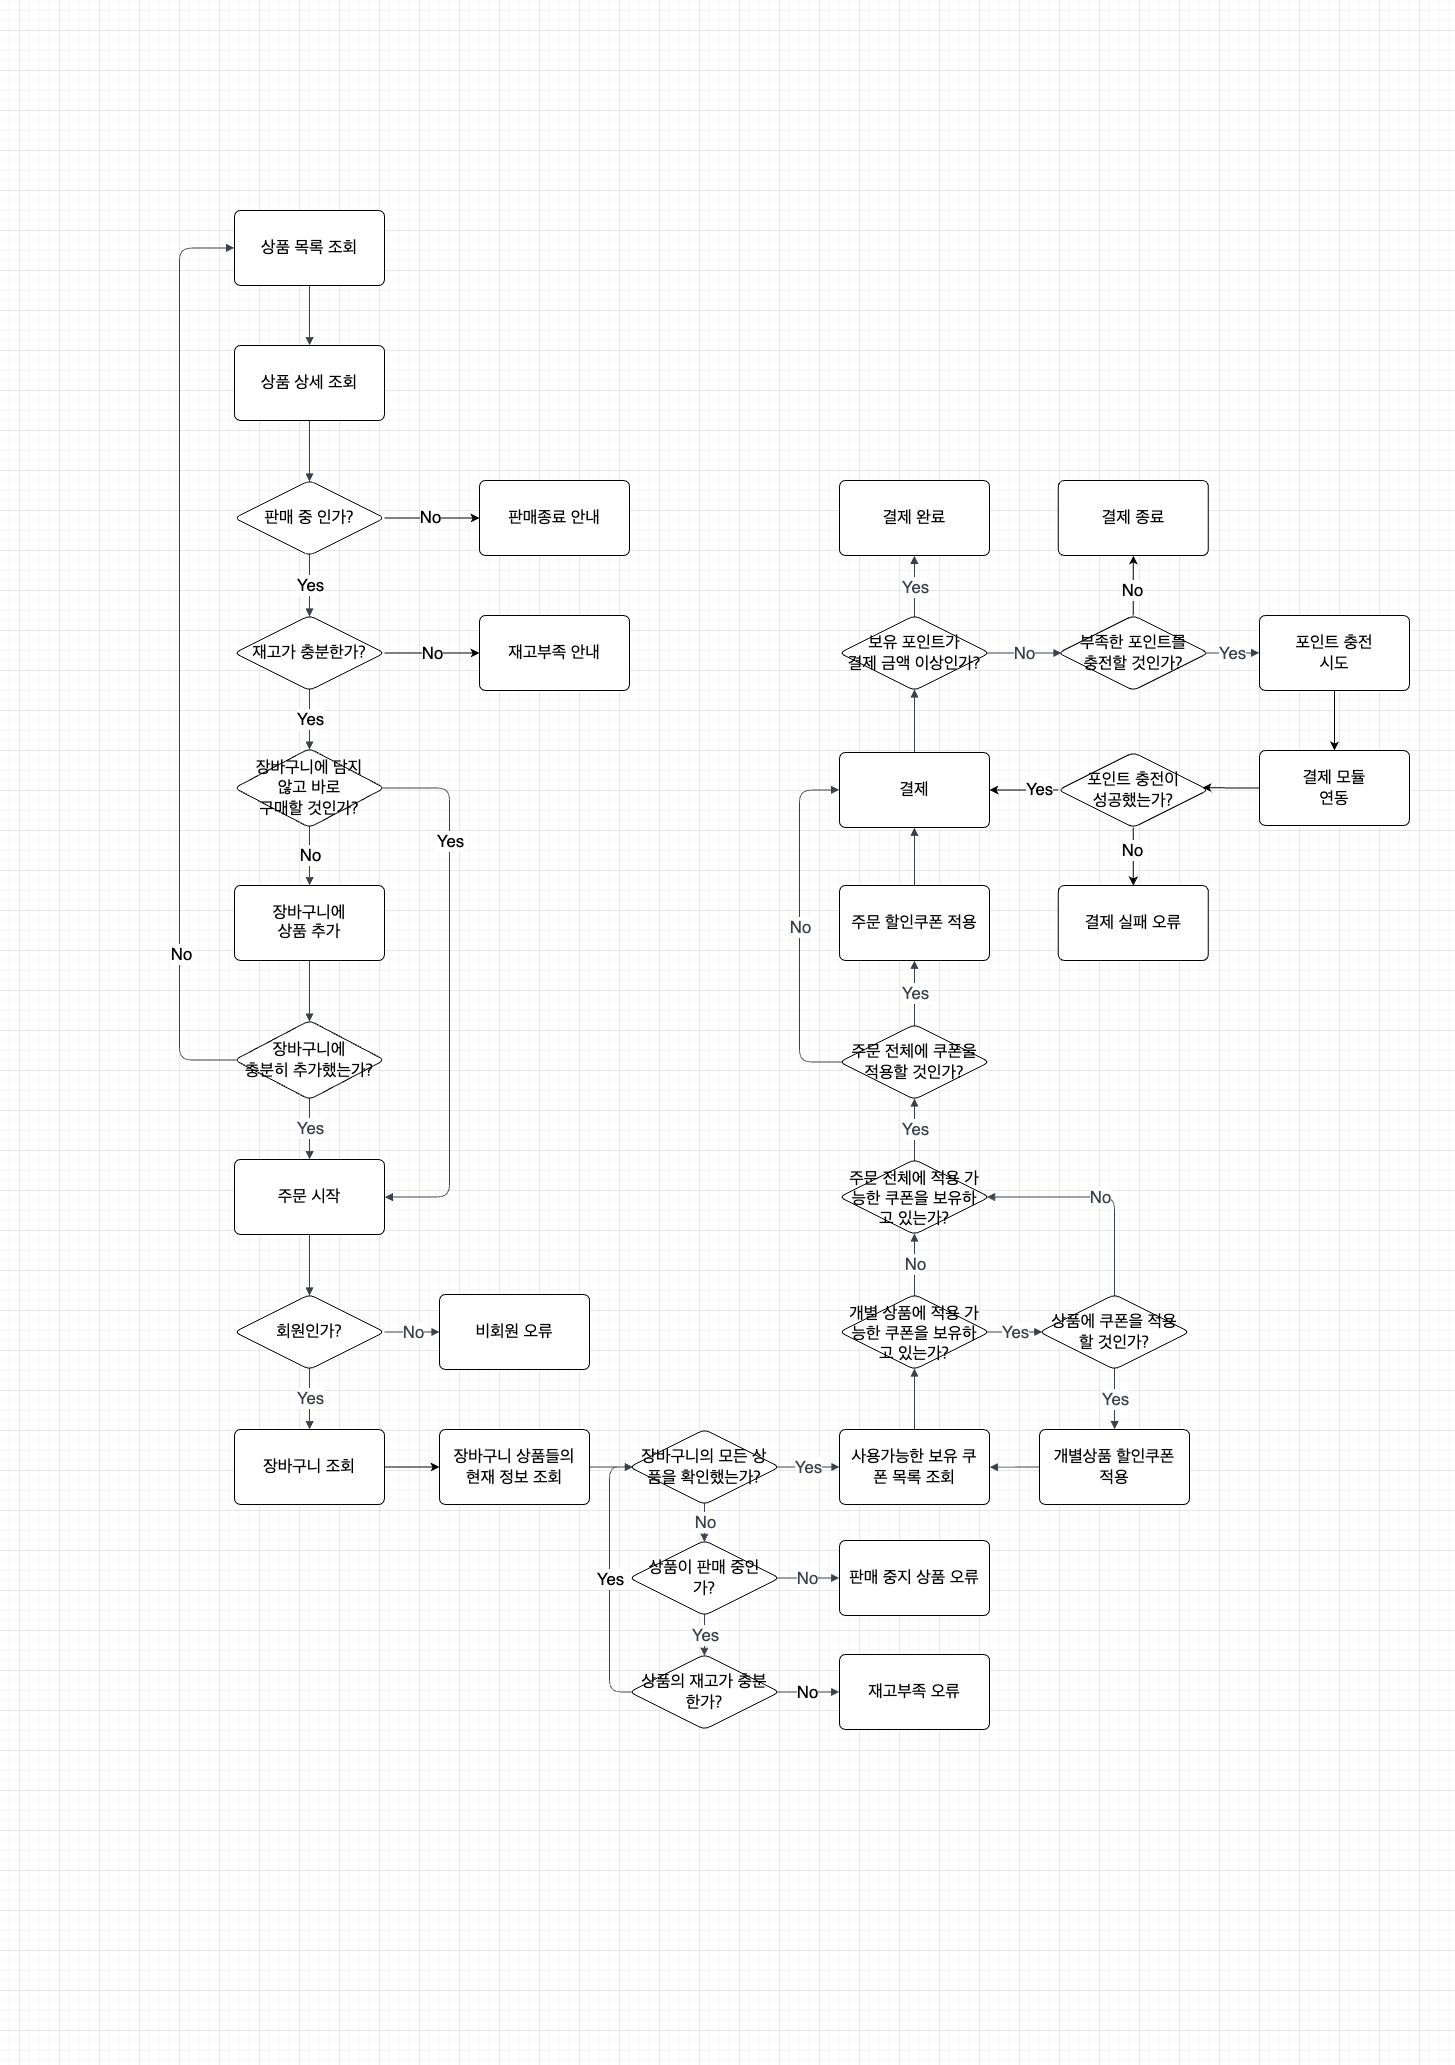 상품 목록 조회
상품 상세 조회
판매 중 인가?
No
판매종료 안내
Yes
재고가 충분한가?
No
재고부족 안내
Yes
장바구니에 담지
않고 바로
구매할 것인가?
Yes
No
장바구니에
상품 추가
No
장바구니에
충분히 추가했는가?
Yes
주문 시작
회원인가?
No
비회원 오류
Yes
장바구니 조회
장바구니 상품들의
현재 정보 조회
장바구니의 모든 상
품을 확인했는가?
Yes
No
상품이 판매 중인
가?
No
판매 중지 상품 오류
Yes
Yes
상품의 재고가 충분
한가?
No
재고부족 오류
사용가능한 보유 쿠
폰 목록 조회
개별상품 할인쿠폰
적용
개별 상품에 적용 가
능한 쿠폰을 보유하
고 있는가?
Yes
상품에 쿠폰을 적용
할 것인가?
Yes
No
No
주문 전체에 적용 가
능한 쿠폰을 보유하
고 있는가?
Yes
주문 전체에 쿠폰울
적용할 것인가?
No
Yes
주문 할인쿠폰 적용
결제
보유 포인트가
결제 금액 이상인가?
Yes
결제 완료
No
부족한 포인트롤
충전할 것인가?
No
결제 종료
Yes
포인트 충전
시도
결제 모듈
연동
포인트 충전이
성공했는가?
Yes
No
결제 실패 오류